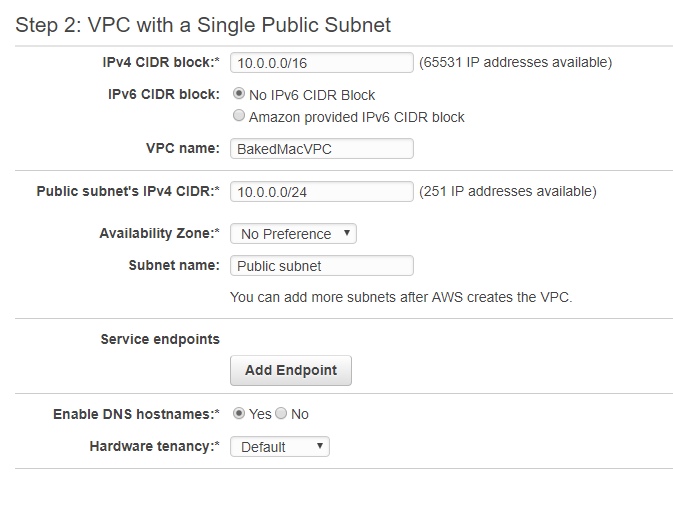 Step 2: VPC with a Single Public Subnet
IPv4 CIDR block:* 10.0.0.0/16 (65531 IP addresses available)
IPv6 CIDR block: No IPv6 CIDR Block
Amazon provided IPv6 CIDR block
VPC name: BakedMacVPC
Public subnet's IPv4 CIDR:* 10.0.0.0/24 (251 IP addresses available)
Availability Zone:* No Preference
Subnet name: Public subnet
You can add more subnets after AWS creates the VPC.
Service endpoints
Add Endpoint
Enable DNS hostnames:* Yes No
Hardware tenancy:* Default